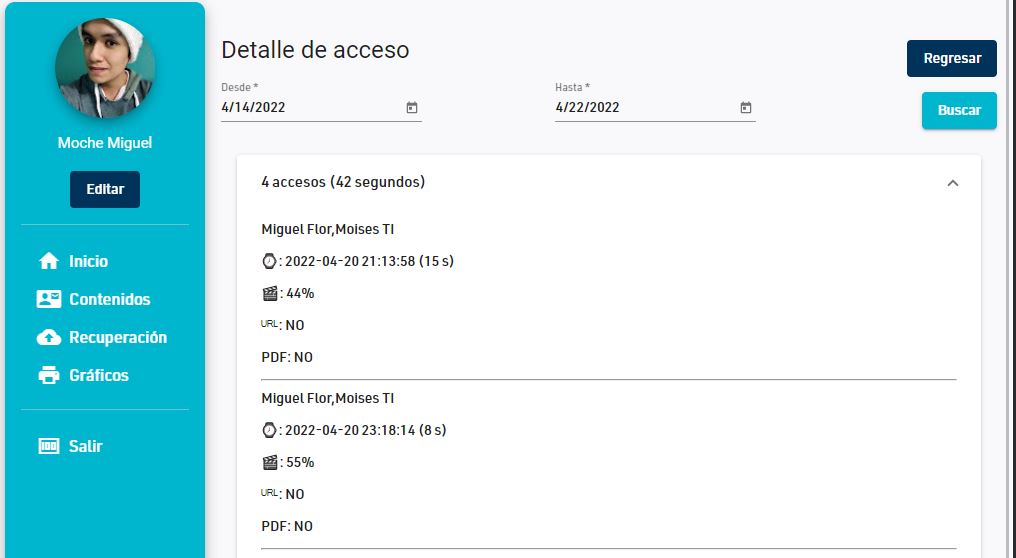 Moche Miguel
Editar
Inicio
Contenidos
Recuperación
Gráficos
Salir
Detalle de acceso
Regresar
Desde *
4/14/2022
Hasta *
4/22/2022
Buscar
4 accesos (42 segundos)
Miguel Flor,Moises TI
: 2022-04-20 21:13:58 (15 s)
: 44%
URL: NO
PDF: NO
Miguel Flor,Moises TI
: 2022-04-20 23:18:14 (8 s)
: 55%
URL: NO
PDF: NO